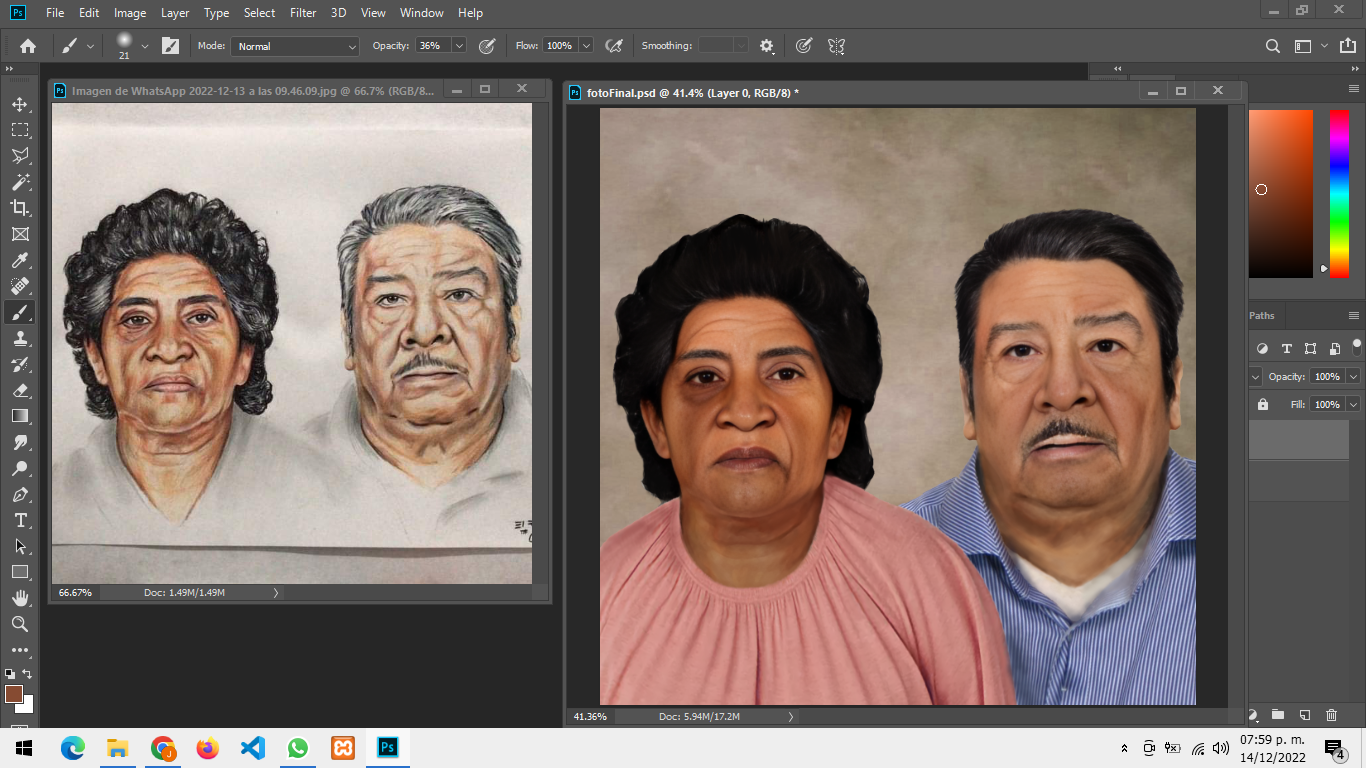 Ps File Edit Image Layer Type Select Filter 3D View Window Help
21 Mode: Normal Opacity: 36% Flow: 100% Smoothing:
Ps Imagen de WhatsApp 2022-12-13 a las 09.46.09.jpg @ 66.7% (RGB/8...
Ps fotoFinal.psd @ 41.4% (Layer 0, RGB/8) *
Paths
Opacity: 100%
Fill: 100%
66.67% Doc: 1.49M/1.49M
41.36% Doc: 5.94M/17.2M
Ps
07:59 p. m.
14/12/2022
4